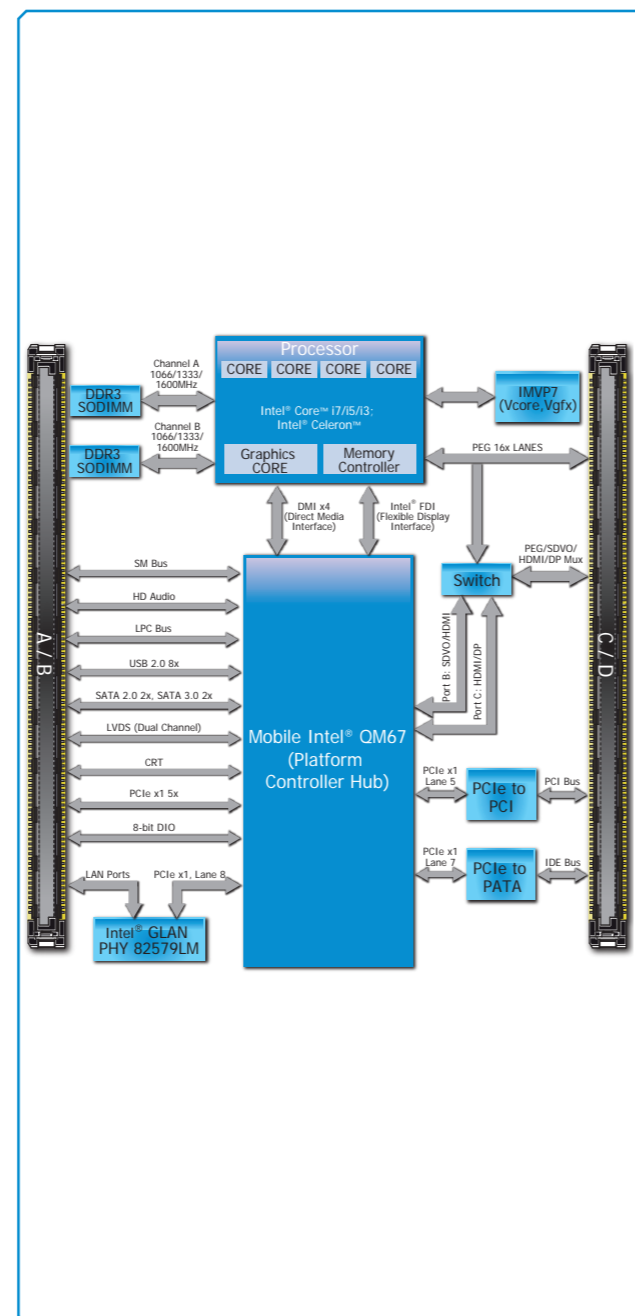 Processor
CORE CORE CORE CORE
Intel® Core™ i7/i5/i3;
Intel® Celeron™
Graphics
CORE
Memory
Controller
Channel A
1066/1333/
1600MHz
DDR3
SODIMM
Channel B
1066/1333/
1600MHz
DDR3
SODIMM
IMVP7
(Vcore,Vgfx)
PEG 16x LANES
DMI x4
(Direct Media
Interface)
Intel® FDI
(Flexible Display
Interface)
PEG/SDVO/
HDMI/DP Mux
Switch
Port B: SDVO/HDMI
Port C: HDMI/DP
A / B
C / D
SM Bus
HD Audio
LPC Bus
USB 2.0 8x
SATA 2.0 2x, SATA 3.0 2x
LVDS (Dual Channel)
CRT
PCIe x1 5x
8-bit DIO
LAN Ports
PCIe x1, Lane 8
Intel® GLAN
PHY 82579LM
Mobile Intel® QM67
(Platform
Controller Hub)
PCIe x1
Lane 5
PCIe to
PCI
PCI Bus
PCIe x1
Lane 7
PCIe to
PATA
IDE Bus